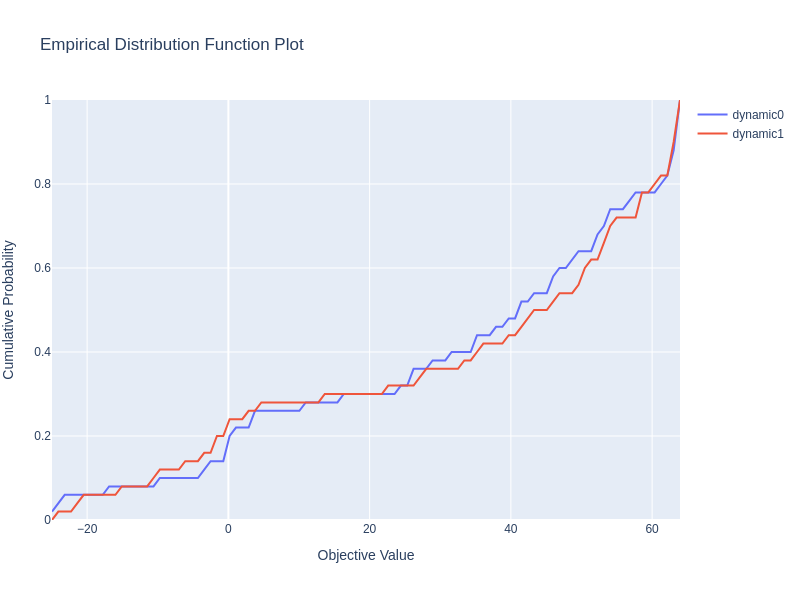 Empirical Distribution Function Plot
dynamic0
dynamic1
Cumulative Probability
1
0.8
0.6
0.4
0.2
0
−20
0
20
40
60
Objective Value